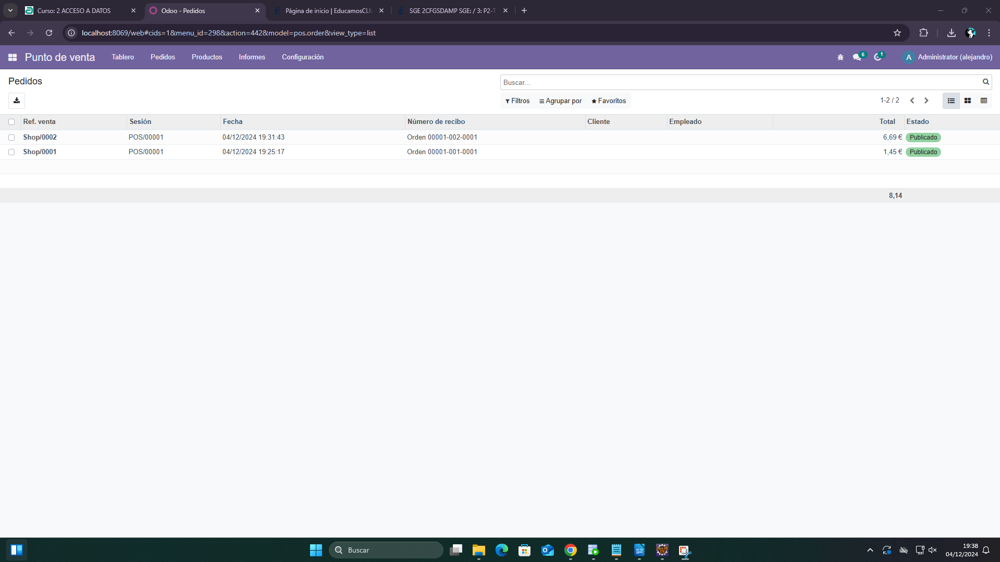 Curso: 2 ACCESO A DATOS
Odoo - Pedidos
Página de inicio | EducamosCLM
SGE 2CFGSDAMP SGE: / 3: P2-T
localhost:8069/web#cids=1&menu_id=298&action=442&model=pos.order&view_type=list
Punto de venta Tablero Pedidos Productos Informes Configuración 6 1 A Administrator (alejandro)
Pedidos
Buscar...
Filtros Agrupar por Favoritos 1-2 / 2
Ref. venta Sesión Fecha Número de recibo Cliente Empleado Total Estado
Shop/0002 POS/00001 04/12/2024 19:31:43 Orden 00001-002-0001 6,69 € Publicado
Shop/0001 POS/00001 04/12/2024 19:25:17 Orden 00001-001-0001 1,45 € Publicado
8,14
Buscar
19:38
04/12/2024